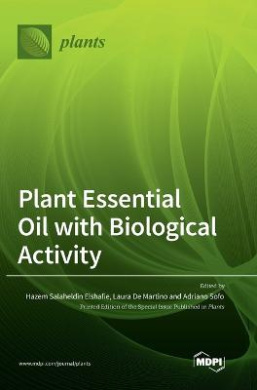 plants
Plant Essential
Oil with Biological
Activity
Edited by
Hazem Salaheldin Elshafie, Laura De Martino and Adriano Sofo
Printed Edition of the Special Issue Published in Plants
www.mdpi.com/journal/plants
MDPI